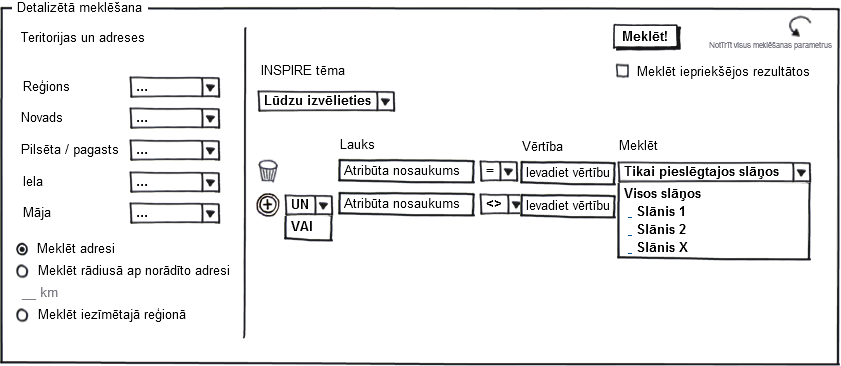 Detalizētā meklēšana
Teritorijas un adreses
Reģions ...
Novads ...
Pilsēta / pagasts ...
Iela ...
Māja ...
Meklēt adresi
Meklēt rādiusā ap norādīto adresi
__ km
Meklēt iezīmētajā reģionā
Meklēt!
Notīrīt visus meklēšanas parametrus
INSPIRE tēma
Meklēt iepriekšējos rezultātos
Lūdzu izvēlieties
Lauks Vērtība Meklēt
Atribūta nosaukums = Ievadiet vērtību Tikai pieslēgtajos slāņos
UN Atribūta nosaukums <> Ievadiet vērtību
VAI
Visos slāņos
_ Slānis 1
_ Slānis 2
_ Slānis X